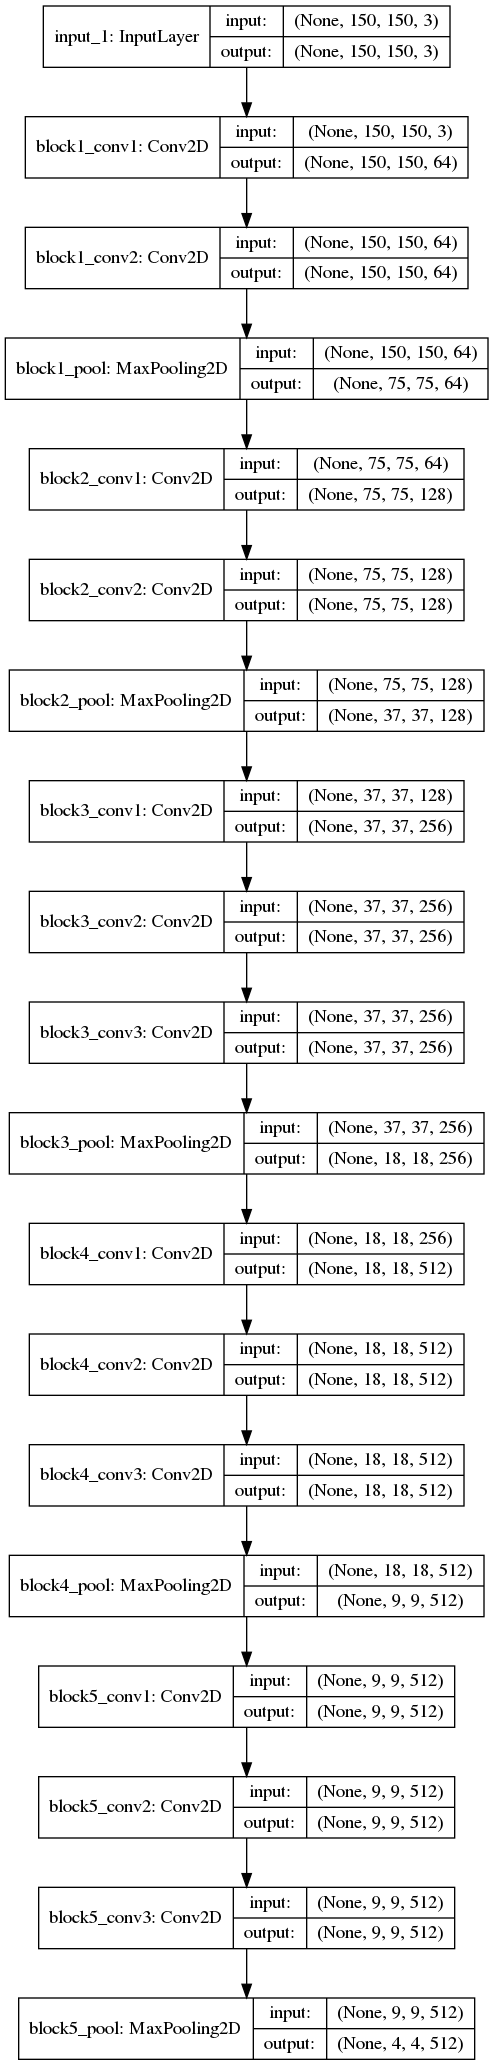 input_1: InputLayer
input: (None, 150, 150, 3)
output: (None, 150, 150, 3)
block1_conv1: Conv2D
input: (None, 150, 150, 3)
output: (None, 150, 150, 64)
block1_conv2: Conv2D
input: (None, 150, 150, 64)
output: (None, 150, 150, 64)
block1_pool: MaxPooling2D
input: (None, 150, 150, 64)
output: (None, 75, 75, 64)
block2_conv1: Conv2D
input: (None, 75, 75, 64)
output: (None, 75, 75, 128)
block2_conv2: Conv2D
input: (None, 75, 75, 128)
output: (None, 75, 75, 128)
block2_pool: MaxPooling2D
input: (None, 75, 75, 128)
output: (None, 37, 37, 128)
block3_conv1: Conv2D
input: (None, 37, 37, 128)
output: (None, 37, 37, 256)
block3_conv2: Conv2D
input: (None, 37, 37, 256)
output: (None, 37, 37, 256)
block3_conv3: Conv2D
input: (None, 37, 37, 256)
output: (None, 37, 37, 256)
block3_pool: MaxPooling2D
input: (None, 37, 37, 256)
output: (None, 18, 18, 256)
block4_conv1: Conv2D
input: (None, 18, 18, 256)
output: (None, 18, 18, 512)
block4_conv2: Conv2D
input: (None, 18, 18, 512)
output: (None, 18, 18, 512)
block4_conv3: Conv2D
input: (None, 18, 18, 512)
output: (None, 18, 18, 512)
block4_pool: MaxPooling2D
input: (None, 18, 18, 512)
output: (None, 9, 9, 512)
block5_conv1: Conv2D
input: (None, 9, 9, 512)
output: (None, 9, 9, 512)
block5_conv2: Conv2D
input: (None, 9, 9, 512)
output: (None, 9, 9, 512)
block5_conv3: Conv2D
input: (None, 9, 9, 512)
output: (None, 9, 9, 512)
block5_pool: MaxPooling2D
input: (None, 9, 9, 512)
output: (None, 4, 4, 512)